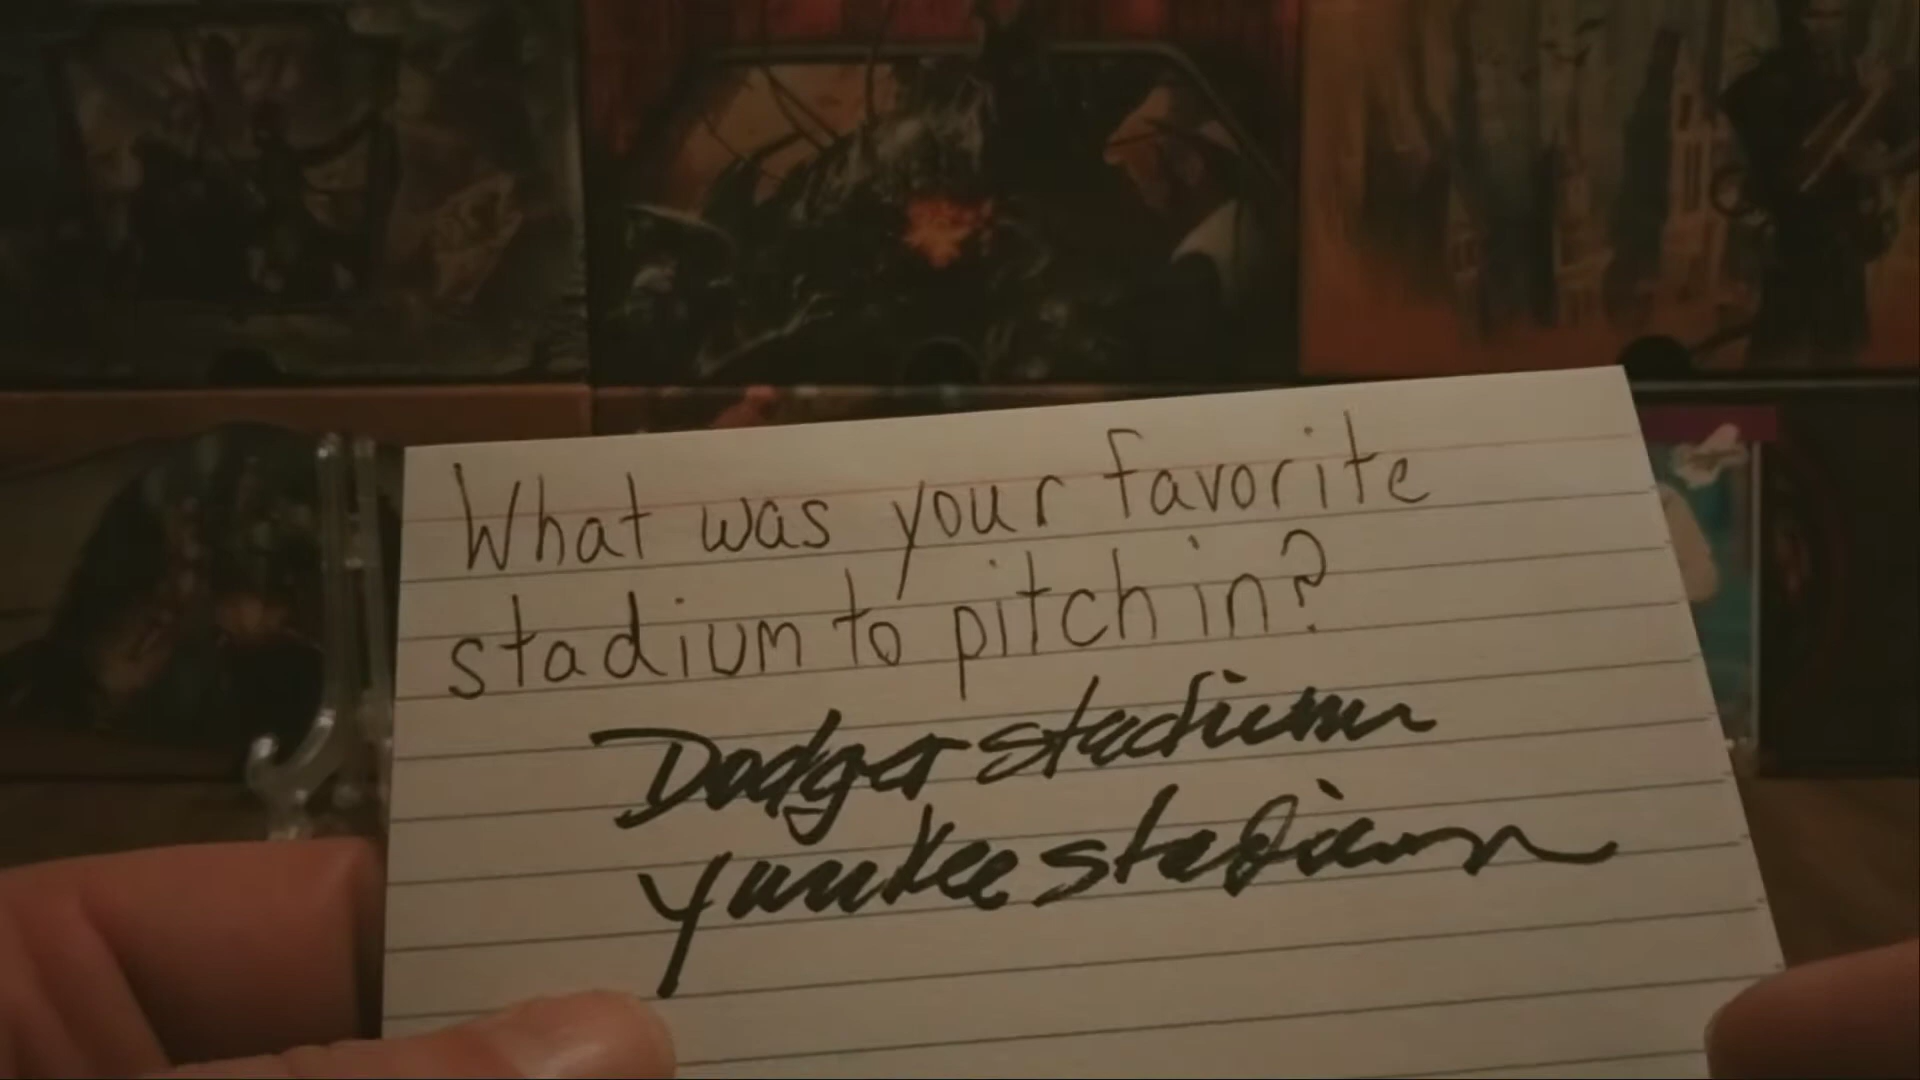 What was your favorite
stadium to pitch in?
Dodger stadium
Yankee stadium